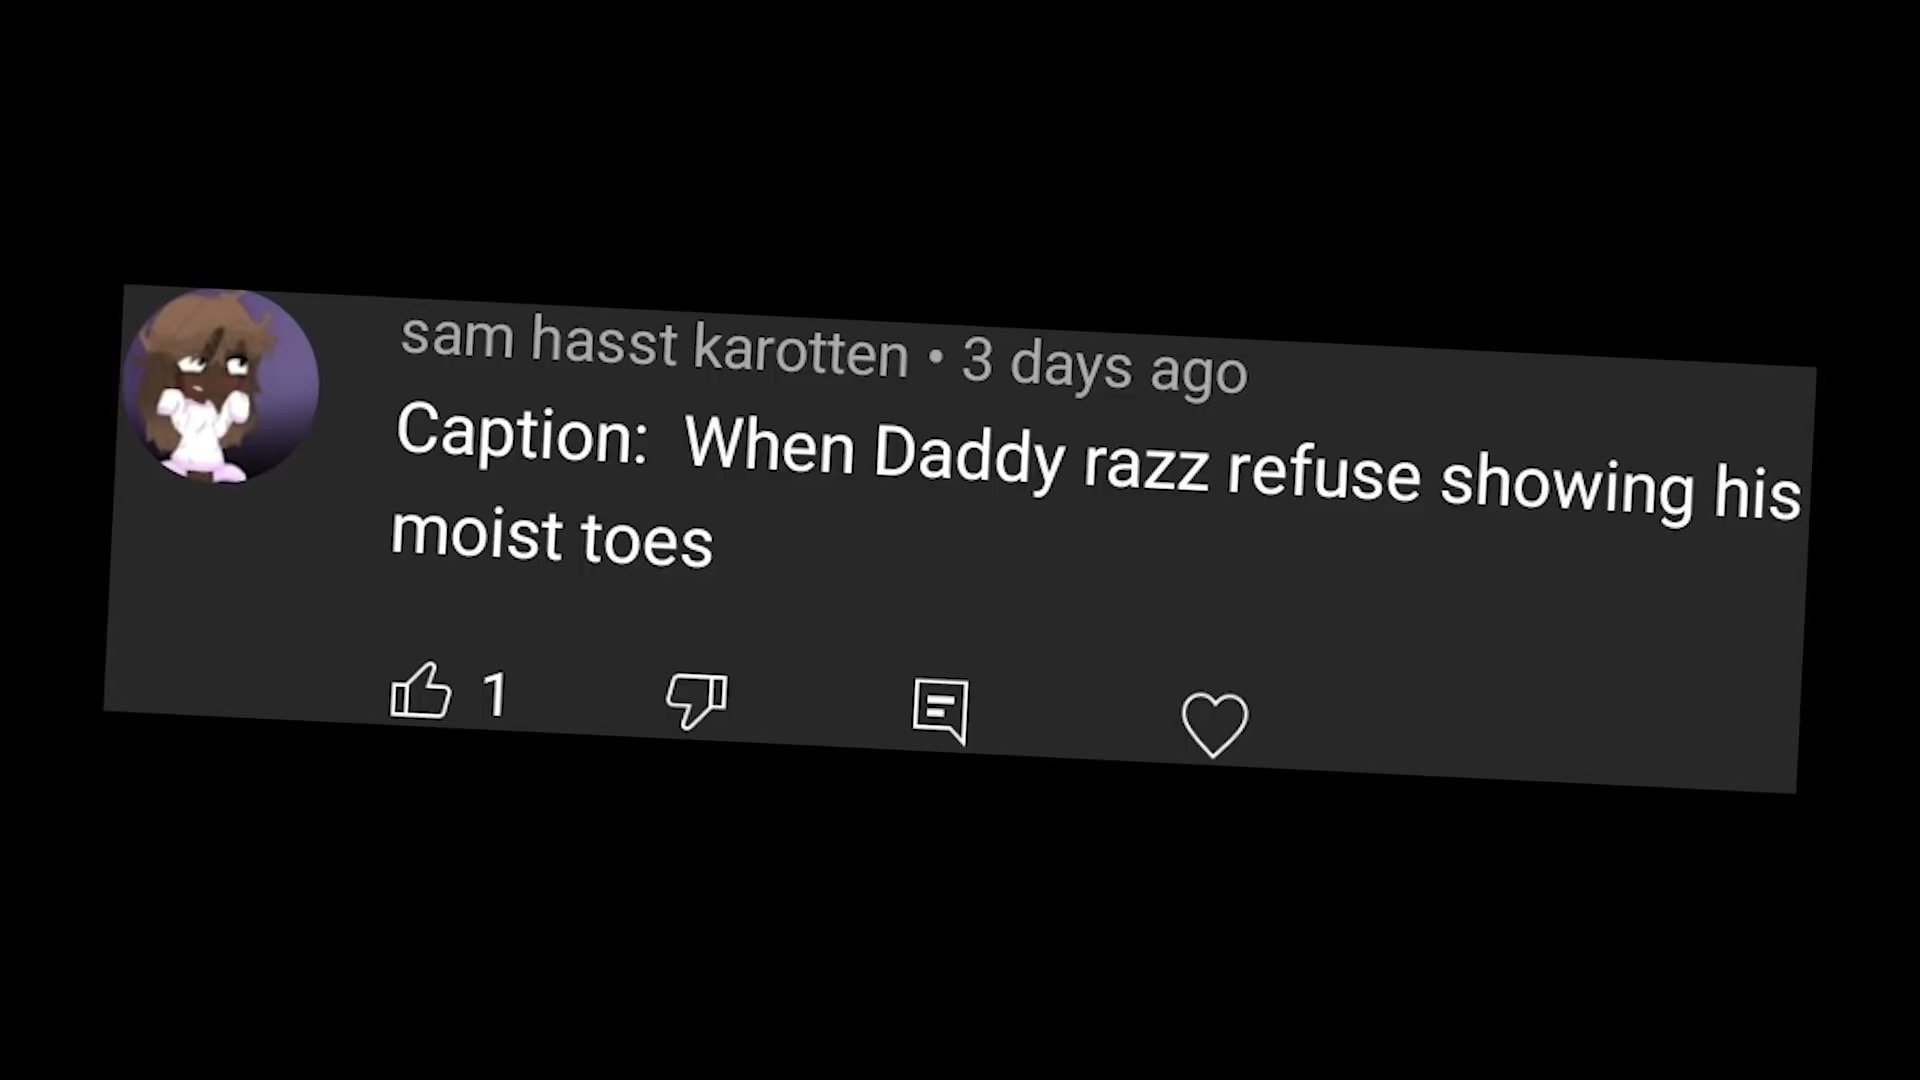 sam hasst karotten • 3 days ago
Caption:  When Daddy razz refuse showing his
moist toes
1